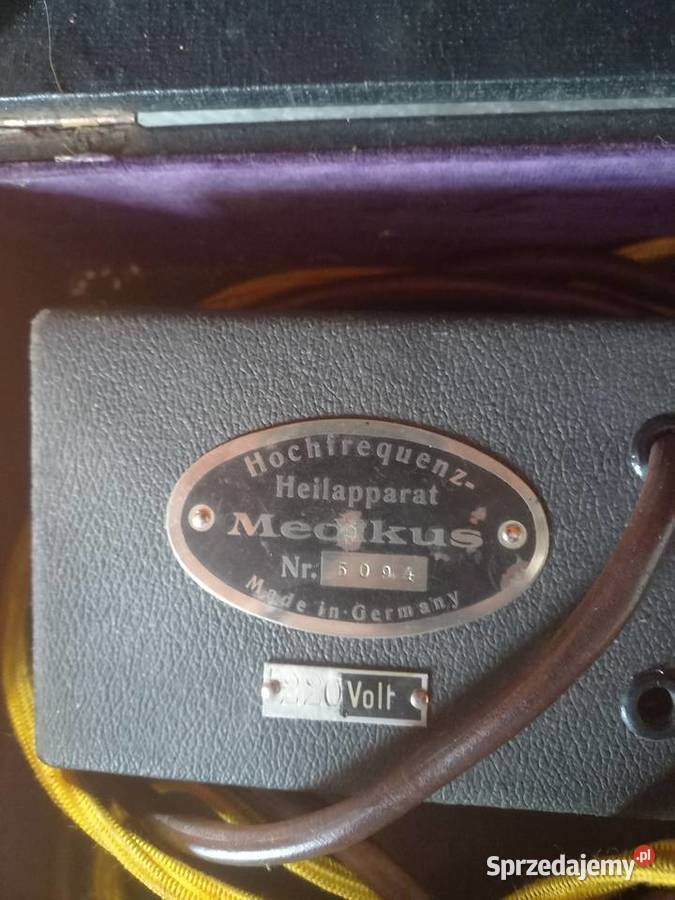 Hochfrequenz-
Heilapparat
Medikus
Nr. 5094
Made in Germany
220 Volt
Sprzedajemy.pl